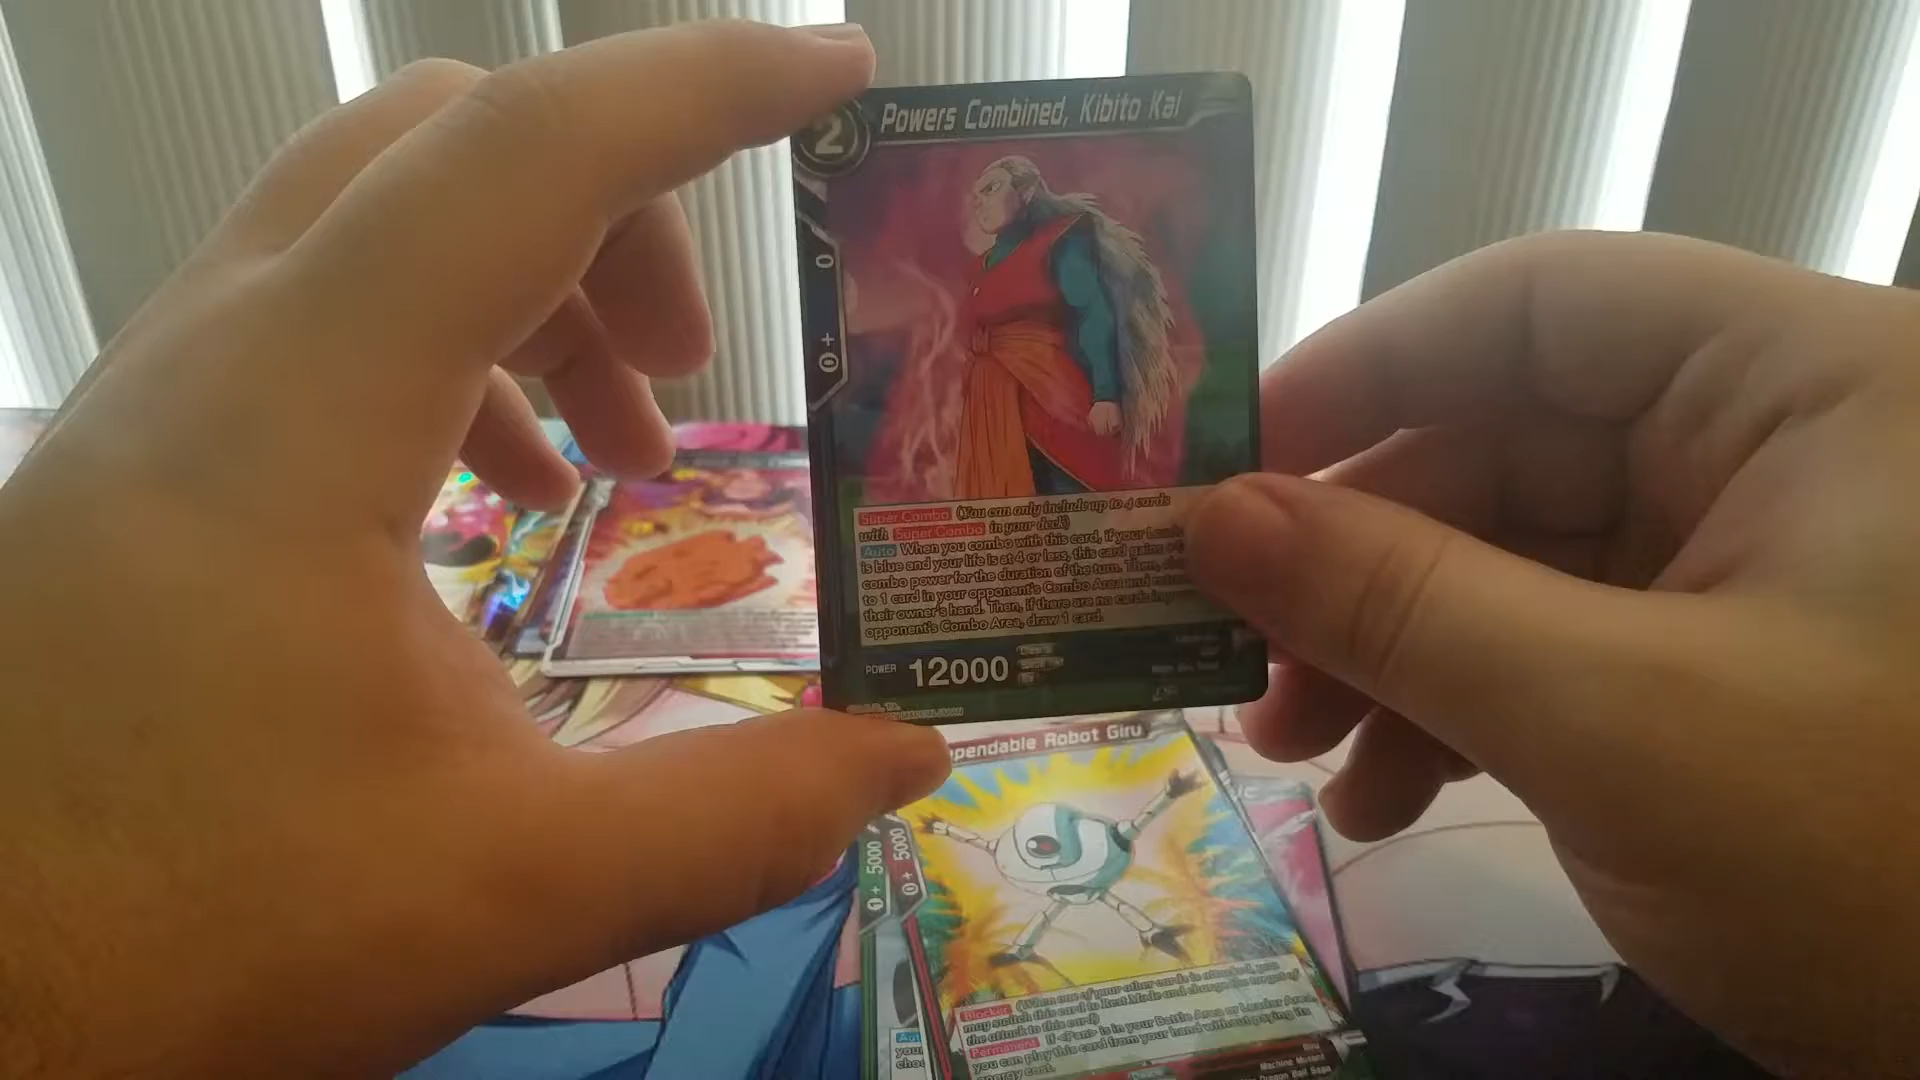 Powers Combined, Kibito Kai
2
0
0 +
Super Combo (You can only include up to 4 cards
with Super Combo in your deck)
Auto When you combo with this card, if your
is blue and your life is at 4 or less, this card gains
combo power for the duration of the turn. Then,
to 1 card in your opponent's Combo Area and
their owner's hand. Then, if there are no cards in
opponent's Combo Area, draw 1 card.
POWER 12000
Robot Giru
1 + 5000
0 + 5000
Blocker (When one of your other cards is attacked, you
may switch this card to Rest Mode and change the target of
the attack to this card)
Permanent If <Pan> is in your Battle Area or Leader Area,
you can play this card from your hand without paying its
energy cost.
Giru
Machine Mutant
Dragon Ball Saga